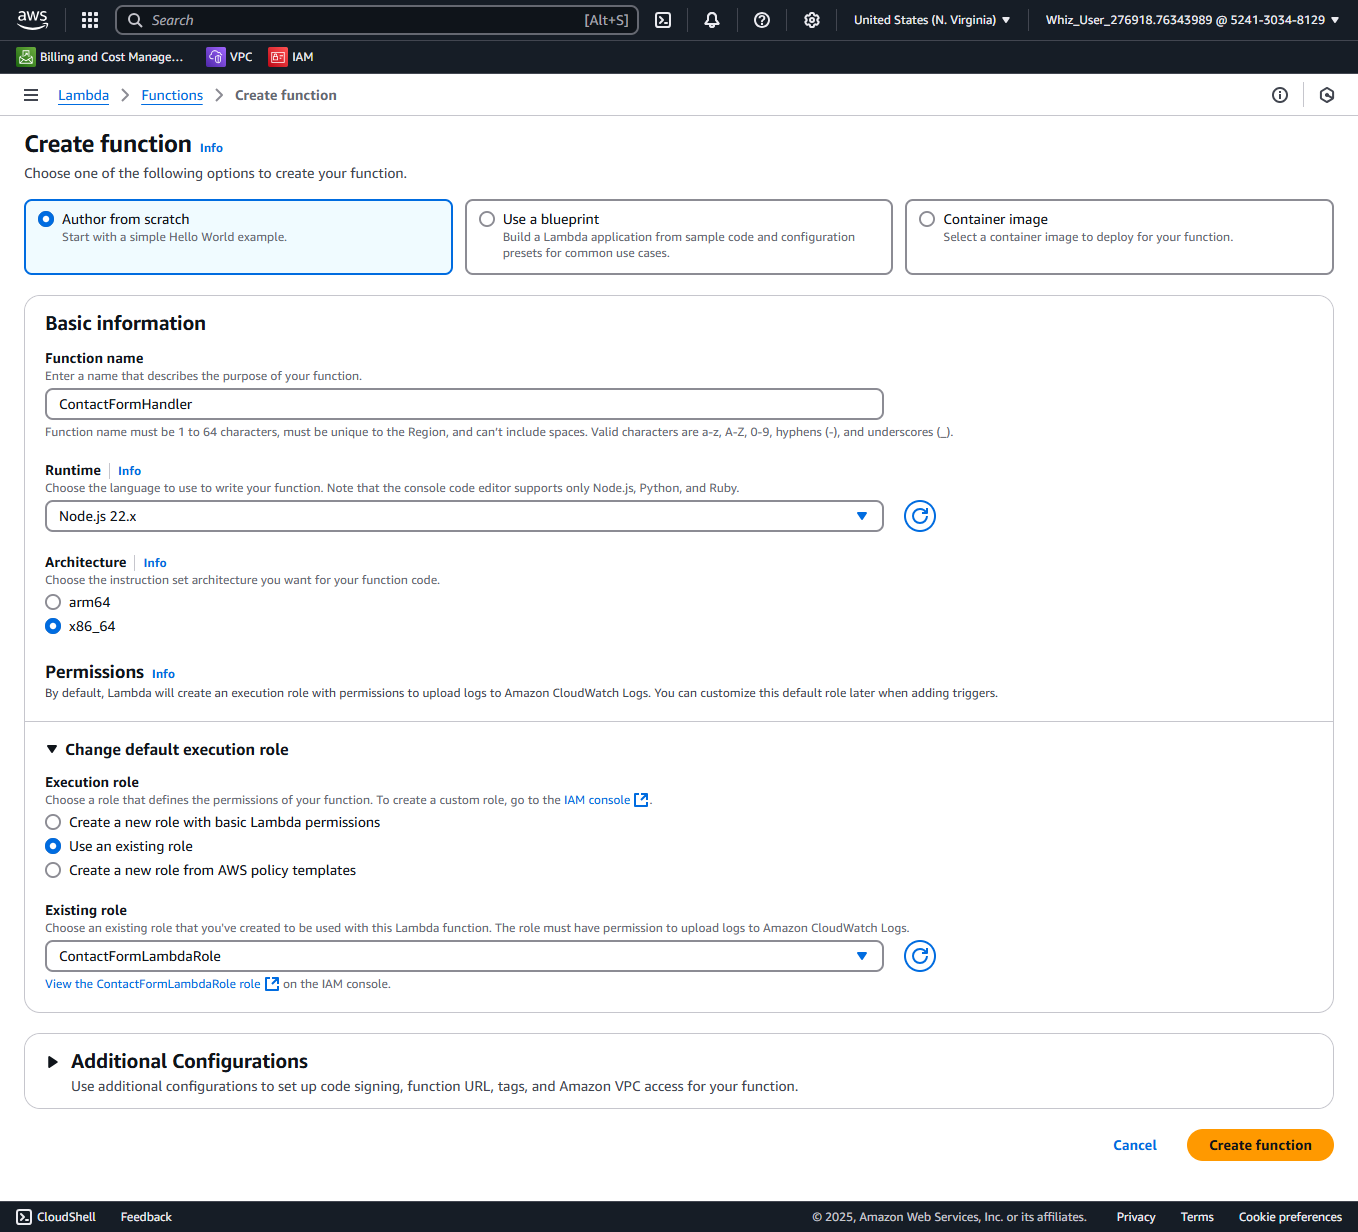 aws
Search [Alt+S] United States (N. Virginia) Whiz_User_276918.76343989 @ 5241-3034-8129
Billing and Cost Manage... VPC IAM
Lambda Functions Create function
Create function Info
Choose one of the following options to create your function.
Author from scratch
Start with a simple Hello World example.
Use a blueprint
Build a Lambda application from sample code and configuration
presets for common use cases.
Container image
Select a container image to deploy for your function.
Basic information
Function name
Enter a name that describes the purpose of your function.
ContactFormHandler
Function name must be 1 to 64 characters, must be unique to the Region, and can't include spaces. Valid characters are a-z, A-Z, 0-9, hyphens (-), and underscores (_).
Runtime Info
Choose the language to use to write your function. Note that the console code editor supports only Node.js, Python, and Ruby.
Node.js 22.x
Architecture Info
Choose the instruction set architecture you want for your function code.
arm64
x86_64
Permissions Info
By default, Lambda will create an execution role with permissions to upload logs to Amazon CloudWatch Logs. You can customize this default role later when adding triggers.
Change default execution role
Execution role
Choose a role that defines the permissions of your function. To create a custom role, go to the IAM console.
Create a new role with basic Lambda permissions
Use an existing role
Create a new role from AWS policy templates
Existing role
Choose an existing role that you've created to be used with this Lambda function. The role must have permission to upload logs to Amazon CloudWatch Logs.
ContactFormLambdaRole
View the ContactFormLambdaRole role on the IAM console.
Additional Configurations
Use additional configurations to set up code signing, function URL, tags, and Amazon VPC access for your function.
Cancel Create function
CloudShell Feedback © 2025, Amazon Web Services, Inc. or its affiliates. Privacy Terms Cookie preferences